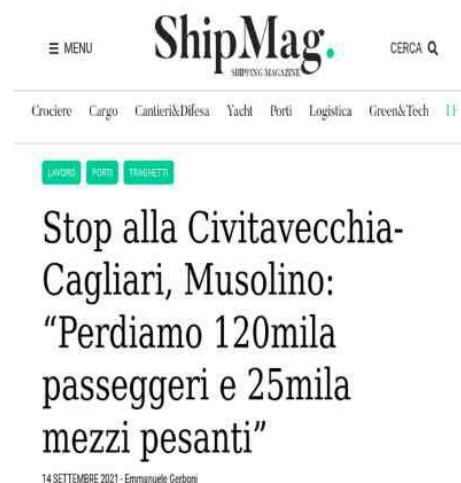 MENU
ShipMag.
SHIPPING MAGAZINE
CERCA
Crociere Cargo Cantieri&Difesa Yacht Porti Logistica Green&Tech
LAVORO PORTI TRAGHETTI
Stop alla Civitavecchia-
Cagliari, Musolino:
“Perdiamo 120mila
passeggeri e 25mila
mezzi pesanti”
14 SETTEMBRE 2021 - Emmanuele Gerboni